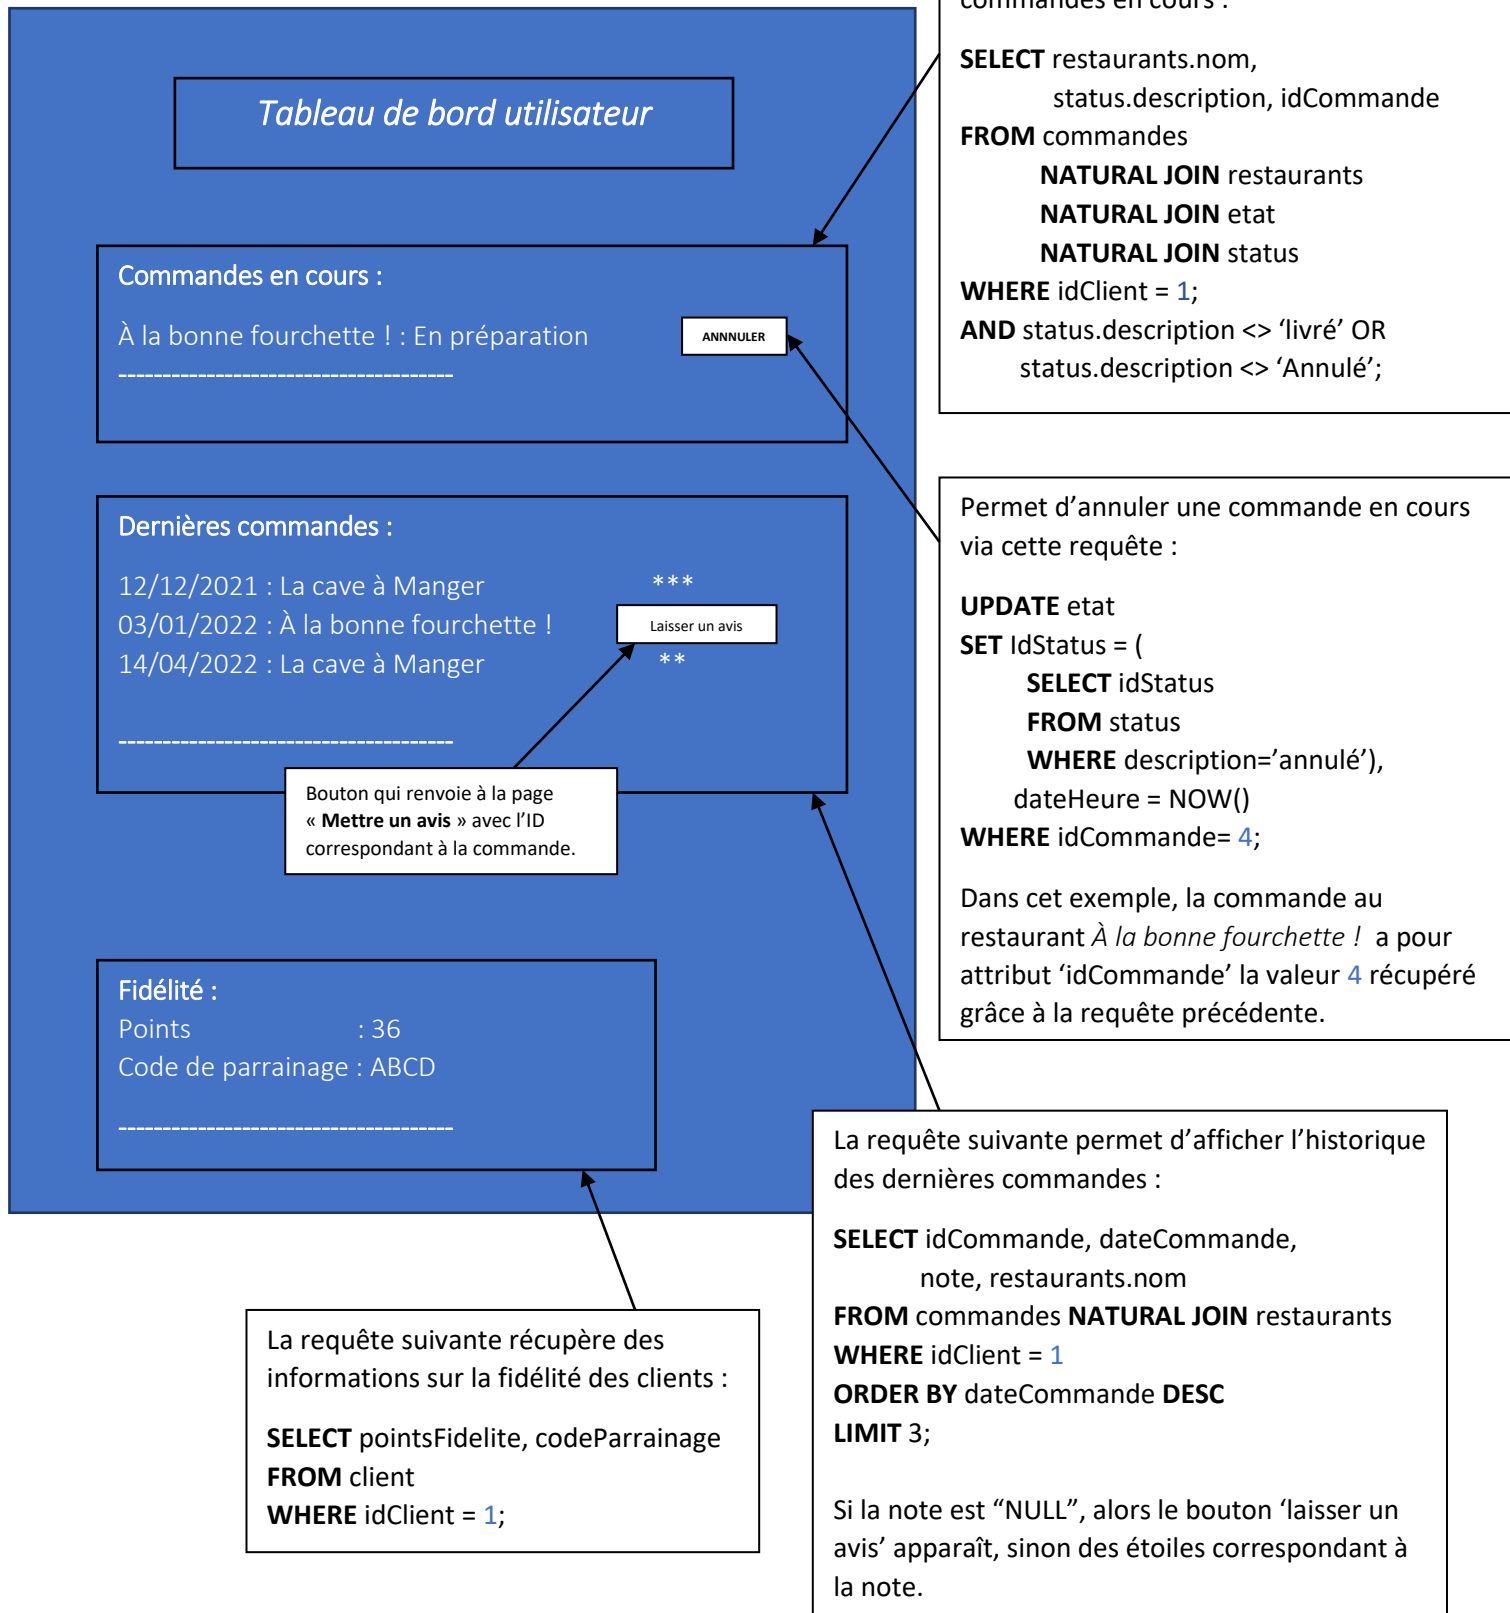 Tableau de bord utilisateur
Commandes en cours :
À la bonne fourchette ! : En préparation
ANNNULER
--------------------------------------
Dernières commandes :
12/12/2021 : La cave à Manger ***
03/01/2022 : À la bonne fourchette !
Laisser un avis
14/04/2022 : La cave à Manger **
--------------------------------------
Bouton qui renvoie à la page
« Mettre un avis » avec l’ID
correspondant à la commande.
Fidélité :
Points : 36
Code de parrainage : ABCD
--------------------------------------
commandes en cours :
SELECT restaurants.nom,
status.description, idCommande
FROM commandes
NATURAL JOIN restaurants
NATURAL JOIN etat
NATURAL JOIN status
WHERE idClient = 1;
AND status.description <> ‘livré’ OR
status.description <> ‘Annulé’;
Permet d’annuler une commande en cours
via cette requête :
UPDATE etat
SET IdStatus = (
SELECT idStatus
FROM status
WHERE description=’annulé’),
dateHeure = NOW()
WHERE idCommande= 4;
Dans cet exemple, la commande au
restaurant À la bonne fourchette ! a pour
attribut ‘idCommande’ la valeur 4 récupéré
grâce à la requête précédente.
La requête suivante permet d’afficher l’historique
des dernières commandes :
SELECT idCommande, dateCommande,
note, restaurants.nom
FROM commandes NATURAL JOIN restaurants
WHERE idClient = 1
ORDER BY dateCommande DESC
LIMIT 3;
Si la note est “NULL”, alors le bouton ‘laisser un
avis’ apparaît, sinon des étoiles correspondant à
la note.
La requête suivante récupère des
informations sur la fidélité des clients :
SELECT pointsFidelite, codeParrainage
FROM client
WHERE idClient = 1;